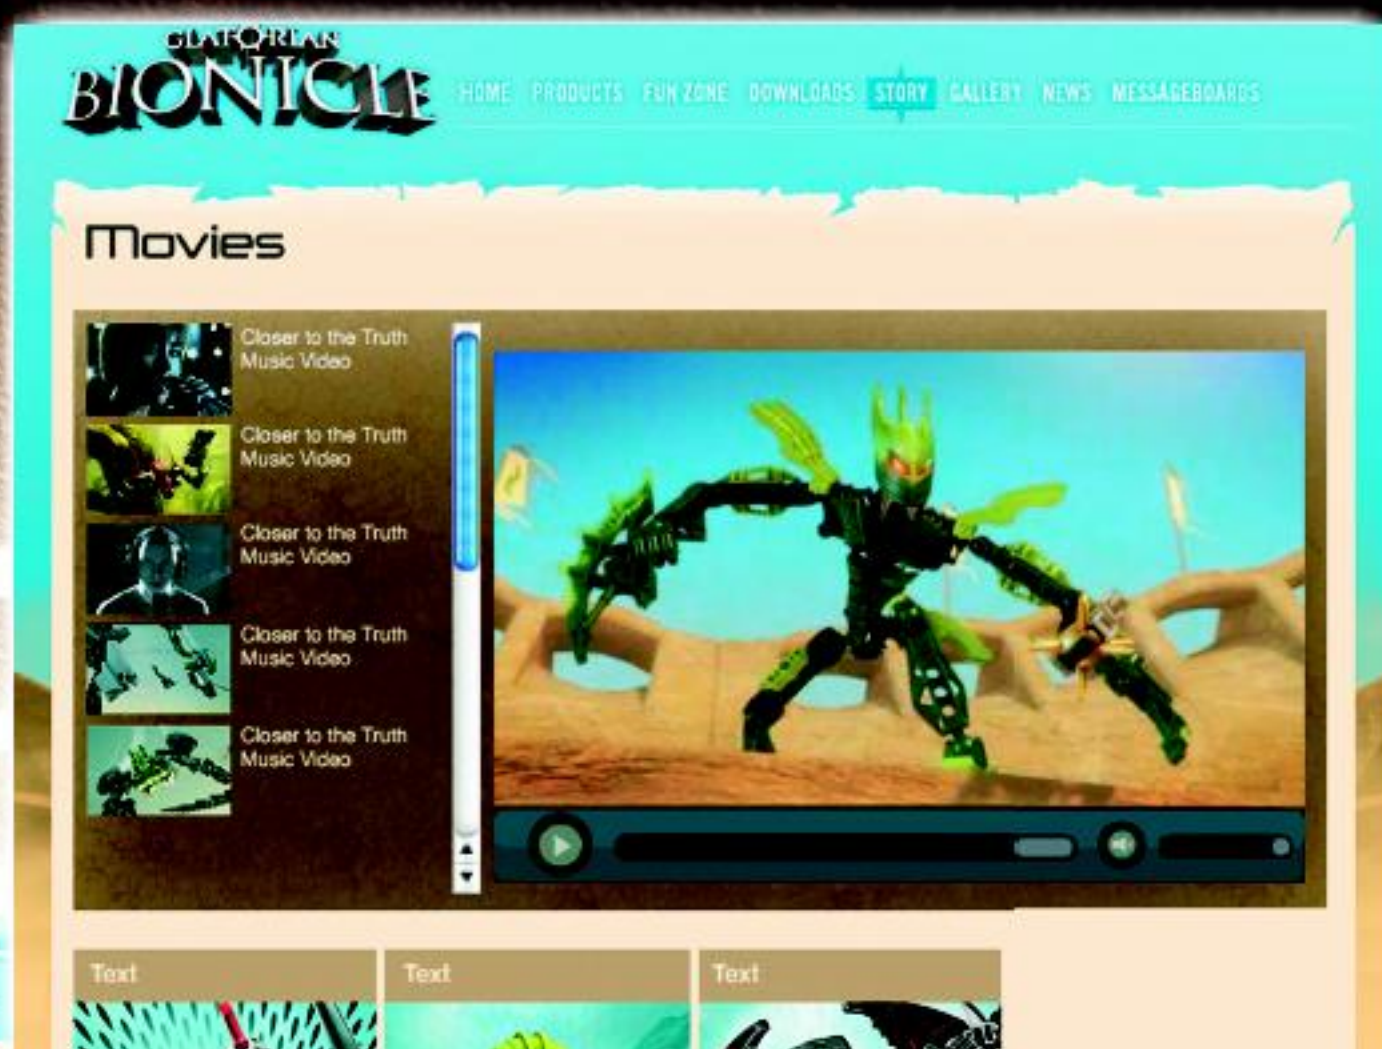 GLATORIAN
BIONICLE
HOME PRODUCTS FUN ZONE DOWNLOADS STORY GALLERY NEWS MESSAGEBOARDS
Movies
Closer to the Truth
Music Video
Closer to the Truth
Music Video
Closer to the Truth
Music Video
Closer to the Truth
Music Video
Closer to the Truth
Music Video
Text Text Text